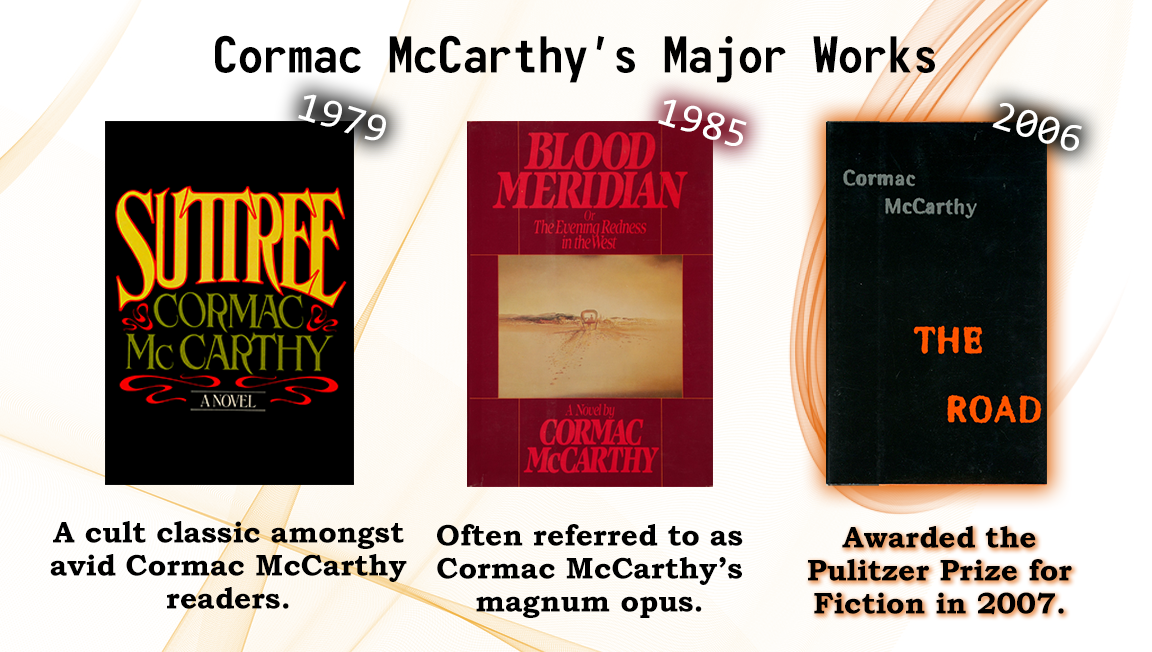 Cormac McCarthy's Major Works
1979
SUTTREE
CORMAC
McCARTHY
A NOVEL
A cult classic amongst
avid Cormac McCarthy
readers.
1985
BLOOD
MERIDIAN
Or
The Evening Redness
in the West
A Novel by
CORMAC
McCARTHY
Often referred to as
Cormac McCarthy’s
magnum opus.
2006
Cormac
McCarthy
THE
ROAD
Awarded the
Pulitzer Prize for
Fiction in 2007.